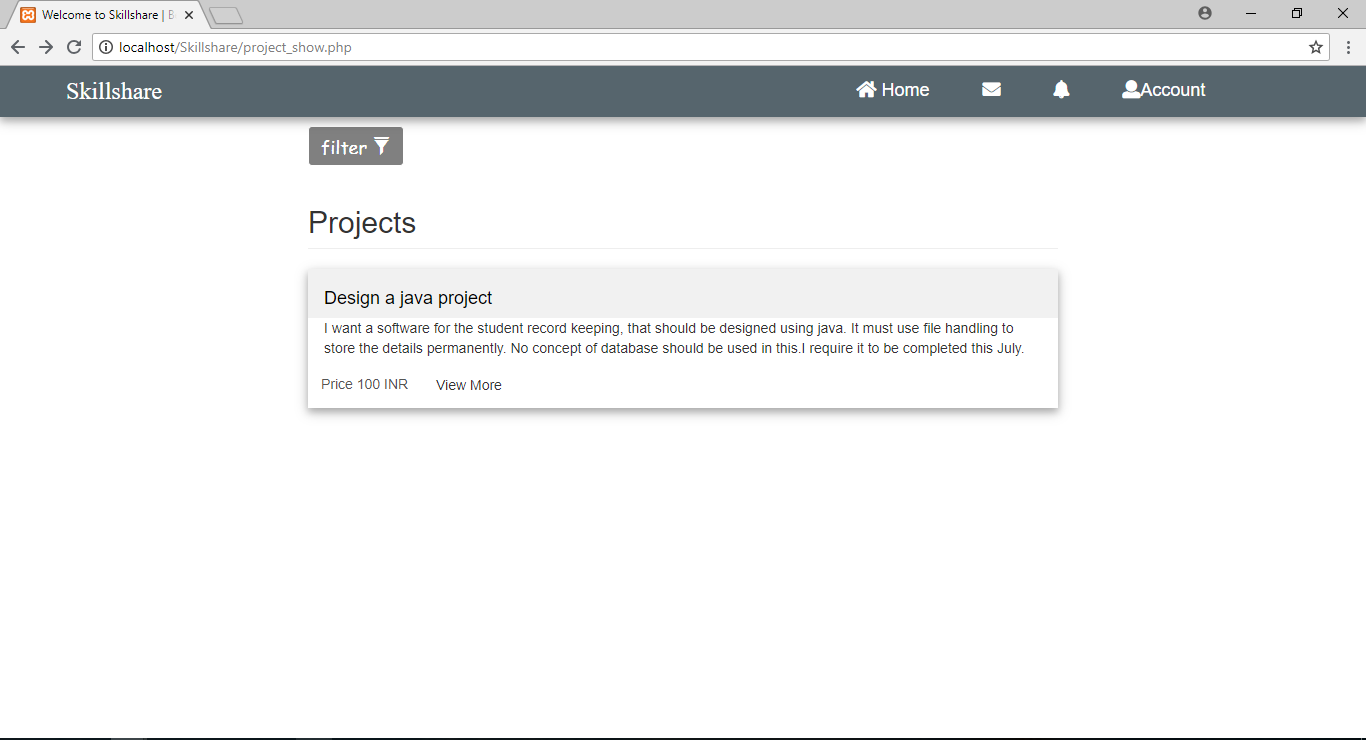 Welcome to Skillshare | B
localhost/Skillshare/project_show.php
Skillshare Home Account
filter
Projects
Design a java project
I want a software for the student record keeping, that should be designed using java. It must use file handling to
store the details permanently. No concept of database should be used in this.I require it to be completed this July.
Price 100 INR View More